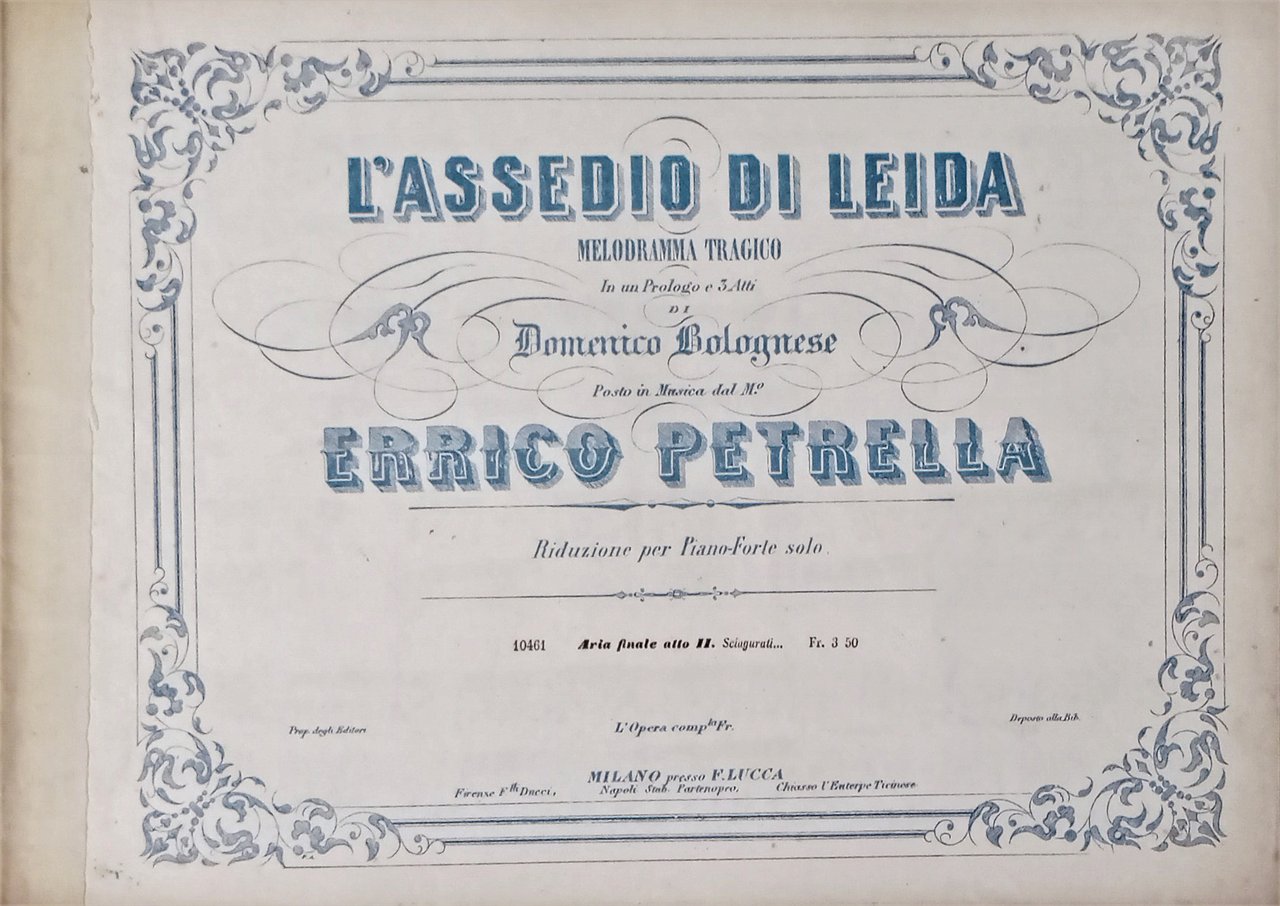 L'ASSEDIO DI LEIDA
MELODRAMMA TRAGICO
In un Prologo e 3 Atti
DI
Domenico Bolognese
Posto in Musica dal M.º
ERRICO PETRELLA
Riduzione per Piano-Forte solo.
10461 Aria finale atto II. Sciagurati... Fr. 3 50
Prop. degli Editori L'Opera comp.ta Fr. Deposto alla Bib.
MILANO presso F. LUCCA
Firenze F.lli Ducci, Napoli Stab. Partenopeo, Chiasso l'Euterpe Ticinese